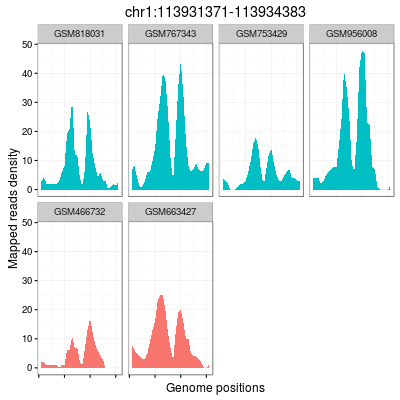 chr1:113931371-113934383
GSM818031 GSM767343 GSM753429 GSM956008
50
40
30
20
10
0
Mapped reads density
GSM466732 GSM663427
50
40
30
20
10
0
Genome positions